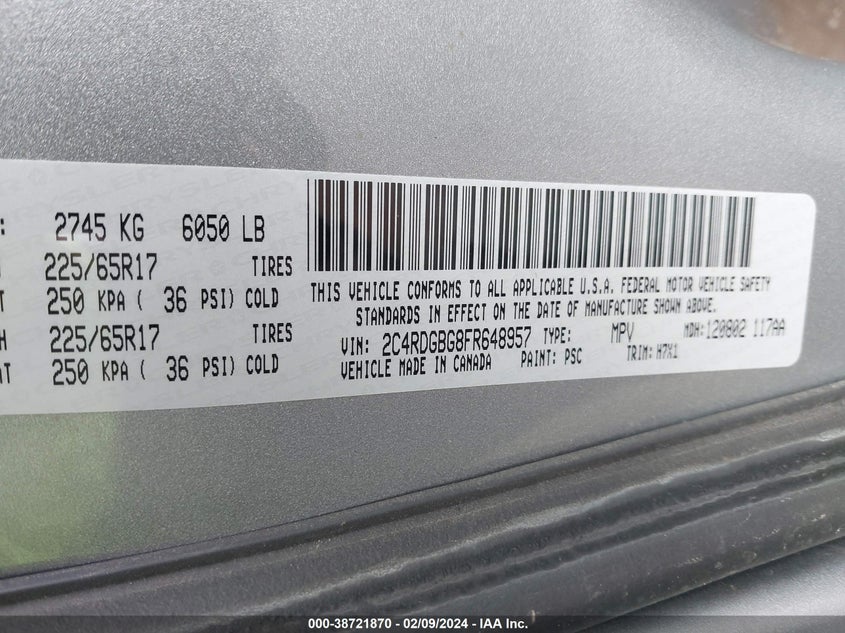 : 2745 KG 6050 LB
225/65R17 TIRES
T 250 KPA ( 36 PSI) COLD
H 225/65R17 TIRES
AT 250 KPA ( 36 PSI) COLD
THIS VEHICLE CONFORMS TO ALL APPLICABLE U.S.A. FEDERAL MOTOR VEHICLE SAFETY
STANDARDS IN EFFECT ON THE DATE OF MANUFACTURE SHOWN ABOVE.
VIN: 2C4RDGBG8FR648957 TYPE: MPV MDH:120802 117AA
VEHICLE MADE IN CANADA PAINT: PSC TRIM: H7X1
000-38721870 - 02/09/2024 - IAA Inc.